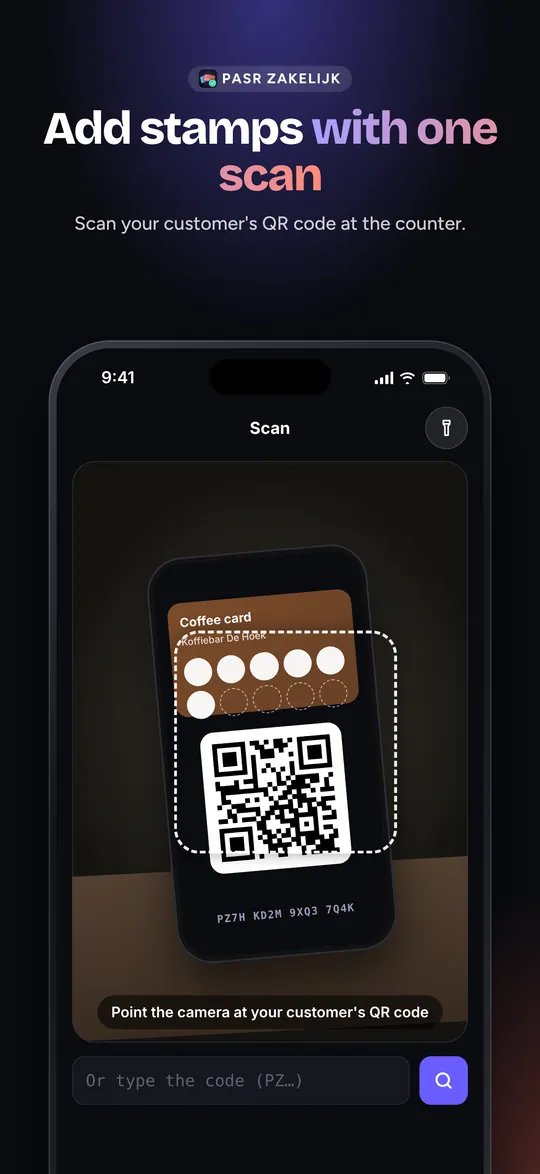 PASR ZAKELIJK
Add stamps with one
scan
Scan your customer's QR code at the counter.
9:41
Scan
Coffee card
Koffiebar De Hoek
PZ7H KD2M 9XQ3 7Q4K
Point the camera at your customer's QR code
Or type the code (PZ…)